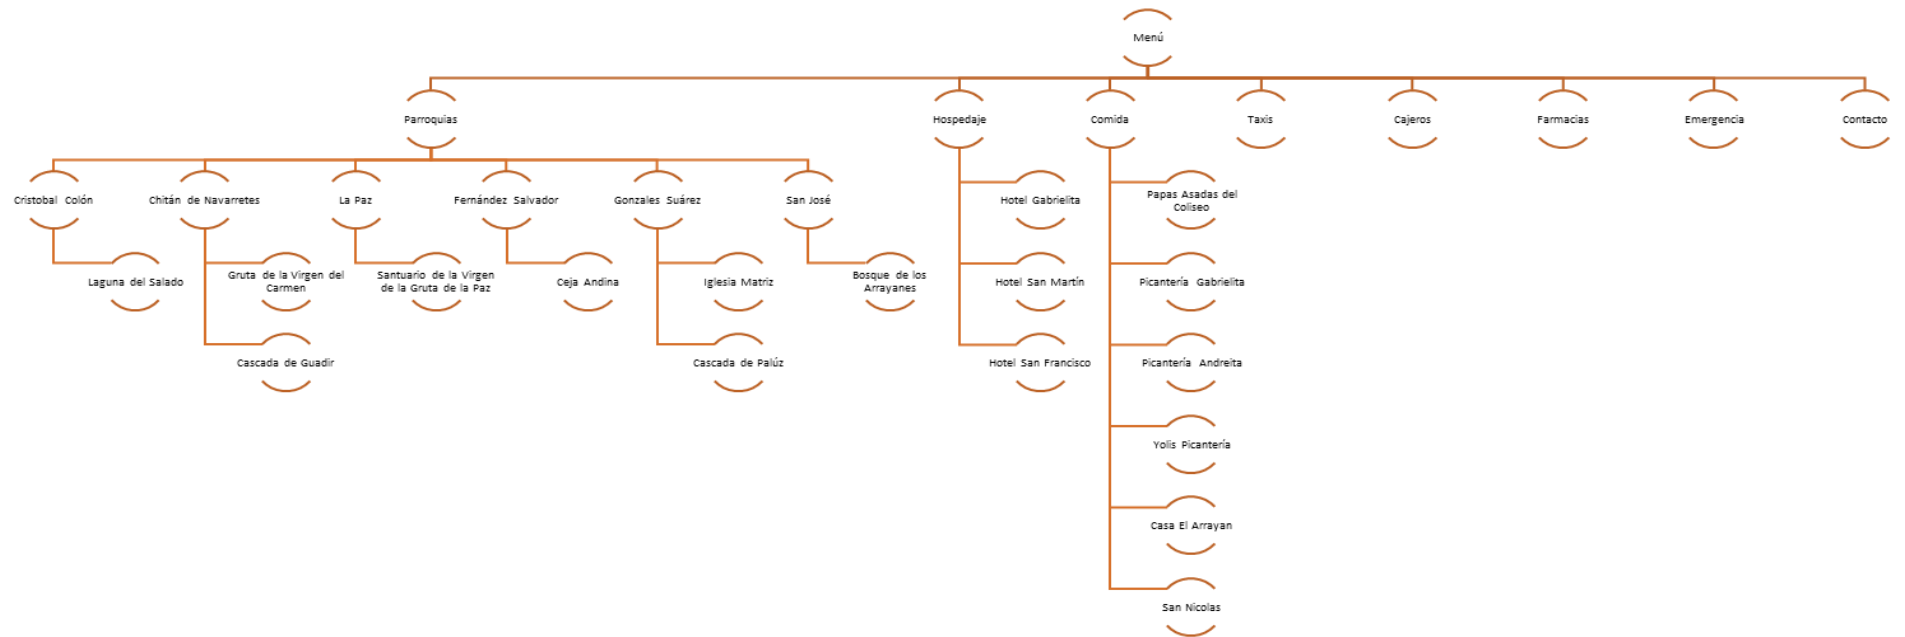 Menú
Parroquias
Hospedaje
Comida
Taxis
Cajeros
Farmacias
Emergencia
Contacto
Cristobal Colón
Chitán de Navarretes
La Paz
Fernández Salvador
Gonzales Suárez
San José
Hotel Gabrielita
Papas Asadas del
Coliseo
Laguna del Salado
Gruta de la Virgen del
Carmen
Santuario de la Virgen
de la Gruta de la Paz
Ceja Andina
Iglesia Matriz
Bosque de los
Arrayanes
Hotel San Martín
Picantería Gabrielita
Cascada de Guadir
Cascada de Palúz
Hotel San Francisco
Picantería Andreita
Yolis Picantería
Casa El Arrayan
San Nicolas